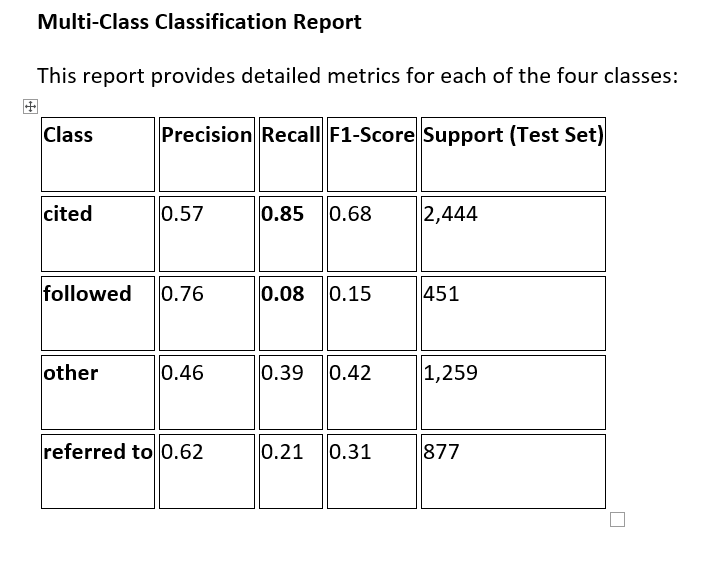 Multi-Class Classification Report
This report provides detailed metrics for each of the four classes:
Class Precision Recall F1-Score Support (Test Set)
cited 0.57 0.85 0.68 2,444
followed 0.76 0.08 0.15 451
other 0.46 0.39 0.42 1,259
referred to 0.62 0.21 0.31 877